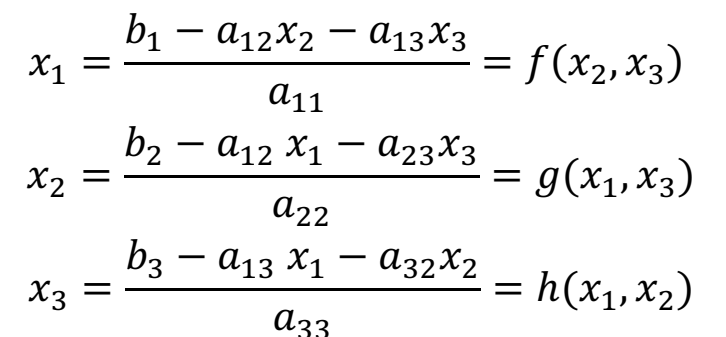 x₁ = (b₁ − a₁₂x₂ − a₁₃x₃) / a₁₁ = f(x₂, x₃)
x₂ = (b₂ − a₁₂ x₁ − a₂₃x₃) / a₂₂ = g(x₁, x₃)
x₃ = (b₃ − a₁₃ x₁ − a₃₂x₂) / a₃₃ = h(x₁, x₂)